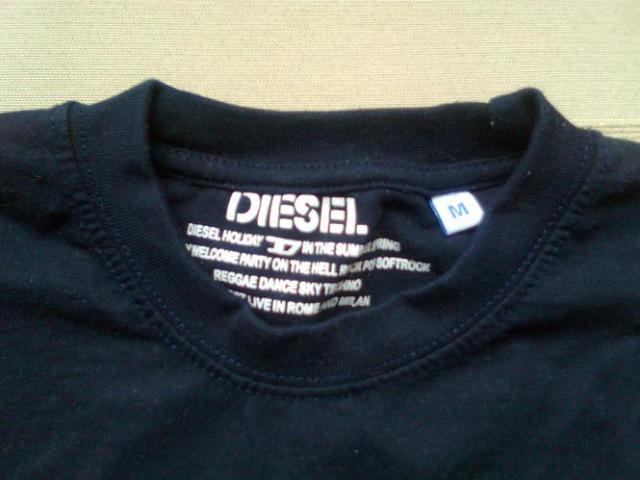 DIESEL
M
DIESEL HOLIDAY D IN THE SUMM SPRING
WELCOME PARTY ON THE HELL ROCK POP SOFTROCK
REGGAE DANCE SKY TECHNO
LIVE IN ROME AND MILAN